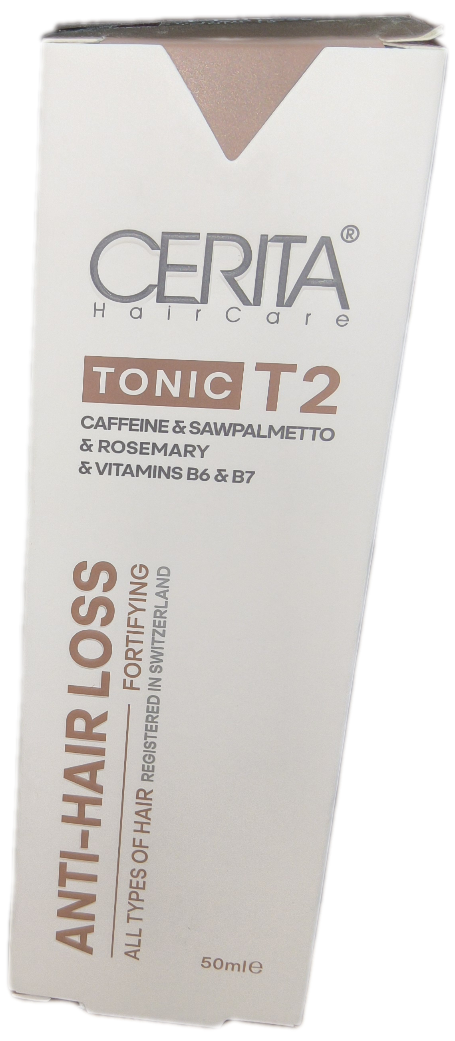 CERITA®
HairCare
TONIC T2
CAFFEINE & SAWPALMETTO
& ROSEMARY
& VITAMINS B6 & B7
ANTI-HAIR LOSS
FORTIFYING
ALL TYPES OF HAIR REGISTERED IN SWITZERLAND
50ml℮